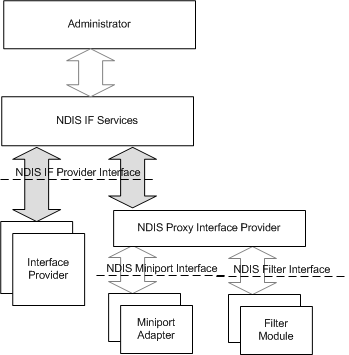 Administrator
NDIS IF Services
NDIS IF Provider Interface
NDIS Proxy Interface Provider
Interface
Provider
NDIS Miniport Interface
NDIS Filter Interface
Miniport
Adapter
Filter
Module